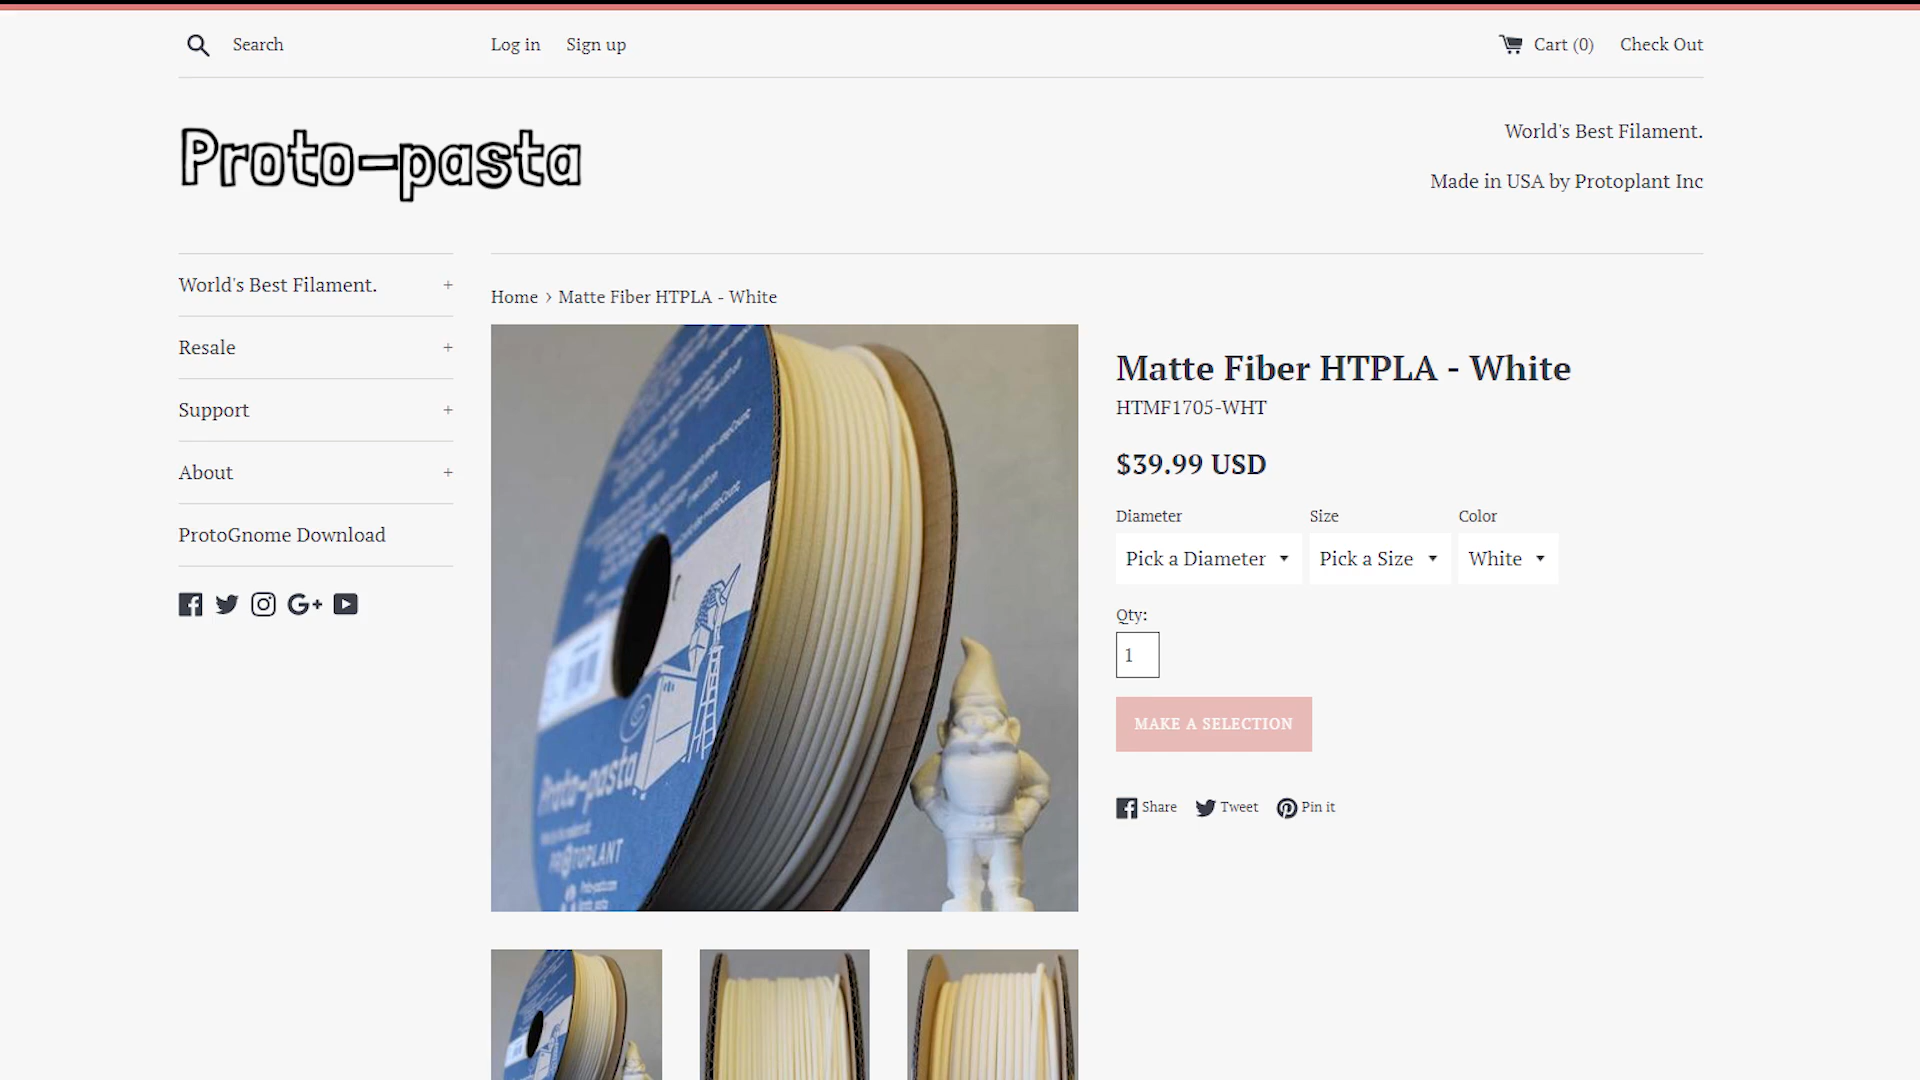 Search
Log in
Sign up
Cart (0)
Check Out
Proto-pasta
World's Best Filament.
Made in USA by Protoplant Inc
World's Best Filament. +
Resale +
Support +
About +
ProtoGnome Download
Home › Matte Fiber HTPLA - White
Proto-pasta
PROTOPLANT
Matte Fiber HTPLA - White
HTMF1705-WHT
$39.99 USD
Diameter
Size
Color
Pick a Diameter
Pick a Size
White
Qty:
1
MAKE A SELECTION
Share
Tweet
Pin it